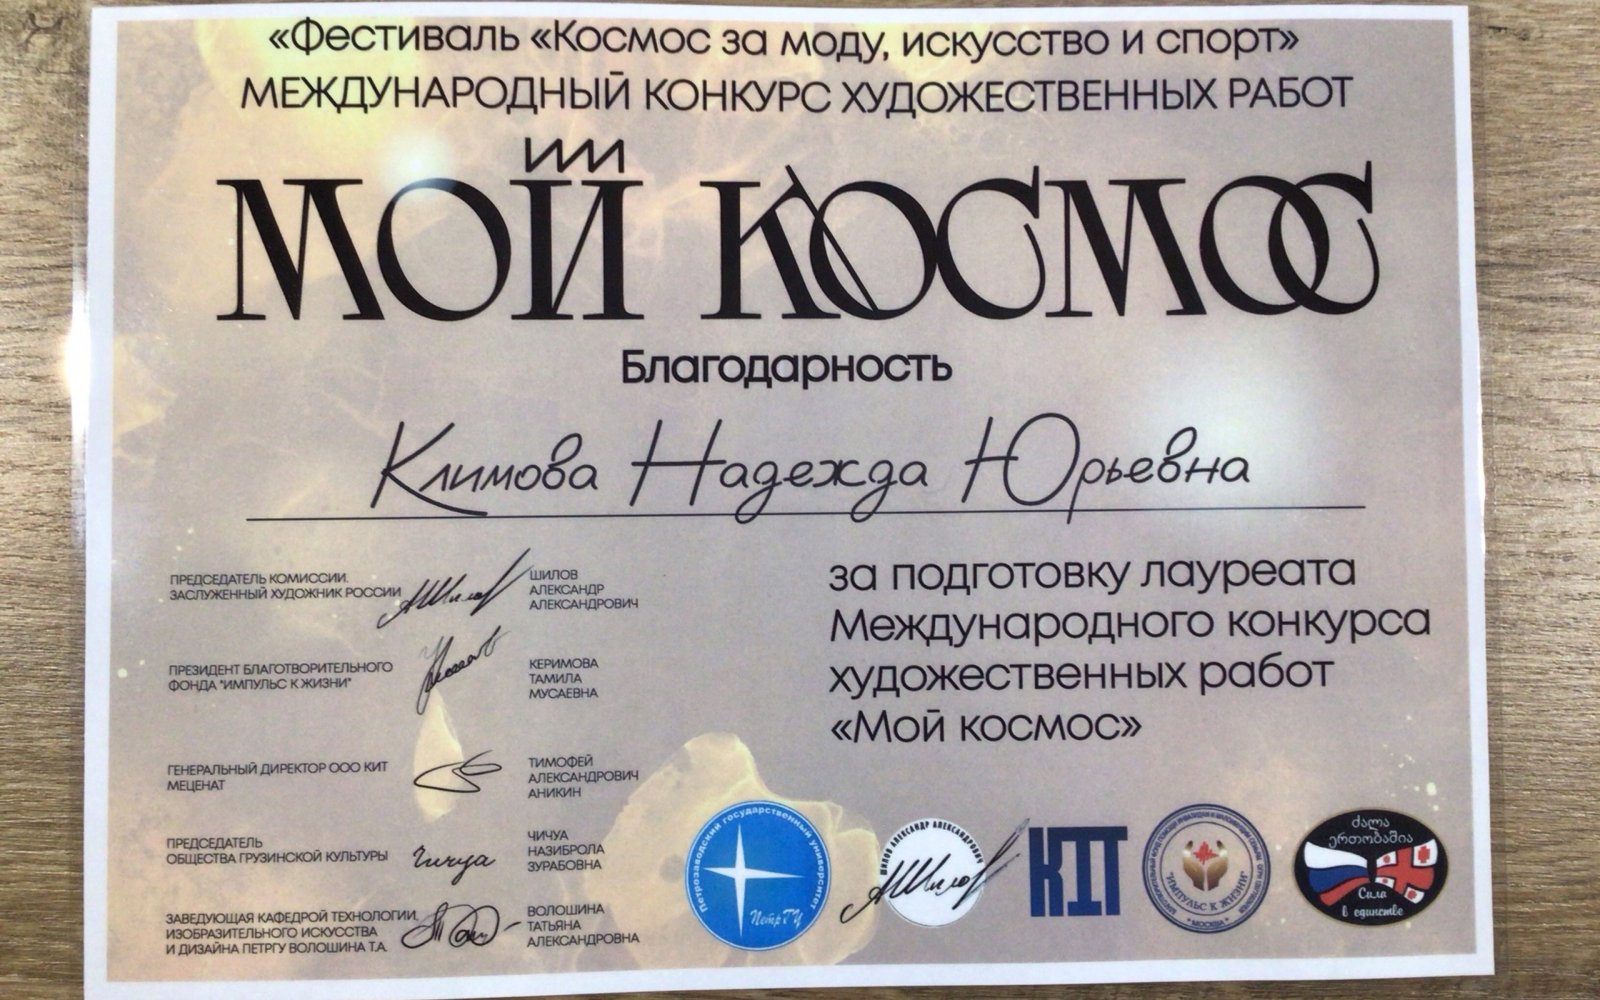 «Фестиваль «Космос за моду, искусство и спорт»
МЕЖДУНАРОДНЫЙ КОНКУРС ХУДОЖЕСТВЕННЫХ РАБОТ
МОЙ КОСМОС
Благодарность
Климова Надежда Юрьевна
за подготовку лауреата
Международного конкурса
художественных работ
«Мой космос»
ПРЕДСЕДАТЕЛЬ КОМИССИИ.
ЗАСЛУЖЕННЫЙ ХУДОЖНИК РОССИИ
ШИЛОВ
АЛЕКСАНДР
АЛЕКСАНДРОВИЧ
ПРЕЗИДЕНТ БЛАГОТВОРИТЕЛЬНОГО
ФОНДА "ИМПУЛЬС К ЖИЗНИ"
КЕРИМОВА
ТАМИЛА
МУСАЕВНА
ГЕНЕРАЛЬНЫЙ ДИРЕКТОР ООО КИТ
МЕЦЕНАТ
ТИМОФЕЙ
АЛЕКСАНДРОВИЧ
АНИКИН
ПРЕДСЕДАТЕЛЬ
ОБЩЕСТВА ГРУЗИНСКОЙ КУЛЬТУРЫ
Чичуа
ЧИЧУА
НАЗИБРОЛА
ЗУРАБОВНА
ЗАВЕДУЮЩАЯ КАФЕДРОЙ ТЕХНОЛОГИИ.
ИЗОБРАЗИТЕЛЬНОГО ИСКУССТВА
И ДИЗАЙНА ПЕТРГУ ВОЛОШИНА Т.А.
ВОЛОШИНА
ТАТЬЯНА
АЛЕКСАНДРОВНА
Петрозаводский государственный университет
ПетрГУ
ШИЛОВ АЛЕКСАНДР АЛЕКСАНДРОВИЧ
КІТ
"ИМПУЛЬС К ЖИЗНИ"
МОСКВА
ძალა
ერთობაშია
Сила
в единстве